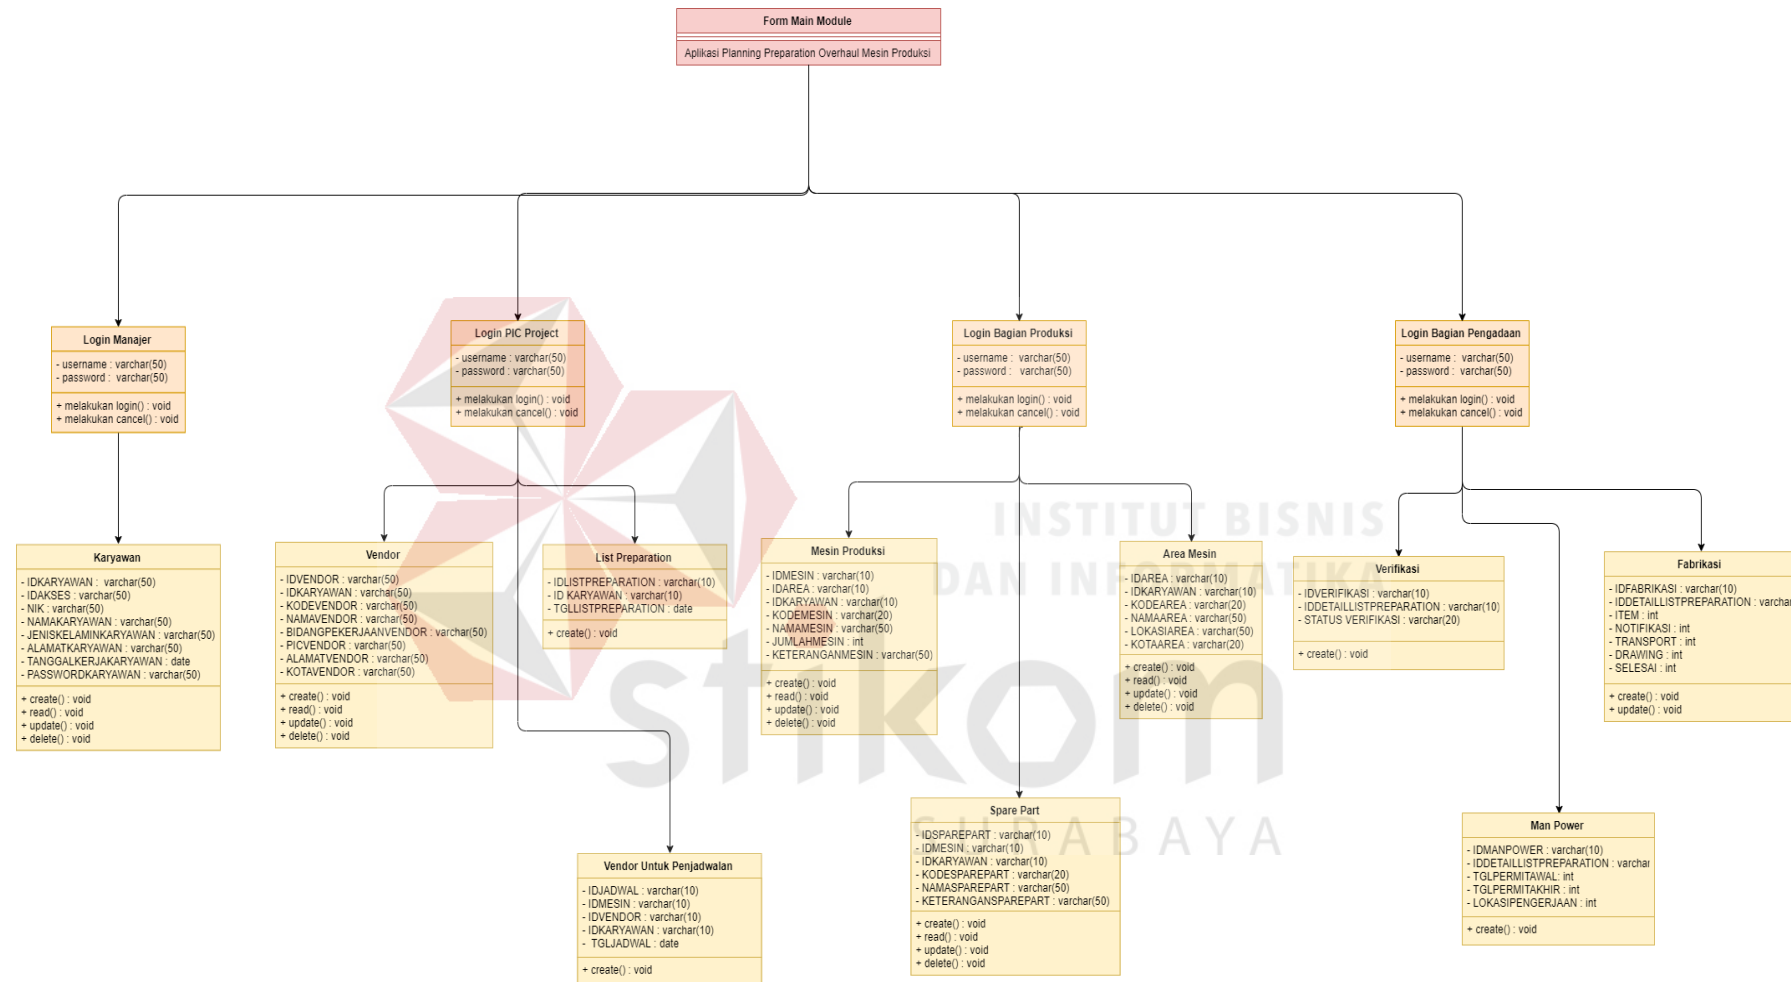 Form Main Module
Aplikasi Planning Preparation Overhaul Mesin Produksi
Login Manajer
- username : varchar(50)
- password : varchar(50)
+ melakukan login() : void
+ melakukan cancel() : void
Login PIC Project
- username : varchar(50)
- password : varchar(50)
+ melakukan login() : void
+ melakukan cancel() : void
Login Bagian Produksi
- username : varchar(50)
- password : varchar(50)
+ melakukan login() : void
+ melakukan cancel() : void
Login Bagian Pengadaan
- username : varchar(50)
- password : varchar(50)
+ melakukan login() : void
+ melakukan cancel() : void
Karyawan
- IDKARYAWAN : varchar(50)
- IDAKSES : varchar(50)
- NIK : varchar(50)
- NAMAKARYAWAN : varchar(50)
- JENISKELAMINKARYAWAN : varchar(50)
- ALAMATKARYAWAN : varchar(50)
- TANGGALKERJAKARYAWAN : date
- PASSWORDKARYAWAN : varchar(50)
+ create() : void
+ read() : void
+ update() : void
+ delete() : void
Vendor
- IDVENDOR : varchar(50)
- IDKARYAWAN : varchar(50)
- KODEVENDOR : varchar(50)
- NAMAVENDOR : varchar(50)
- BIDANGPEKERJAANVENDOR : varchar(50)
- PICVENDOR : varchar(50)
- ALAMATVENDOR : varchar(50)
- KOTAVENDOR : varchar(50)
+ create() : void
+ read() : void
+ update() : void
+ delete() : void
List Preparation
- IDLISTPREPARATION : varchar(10)
- ID KARYAWAN : varchar(10)
- TGLLISTPREPARATION : date
+ create() : void
Mesin Produksi
- IDMESIN : varchar(10)
- IDAREA : varchar(10)
- IDKARYAWAN : varchar(10)
- KODEMESIN : varchar(20)
- NAMAMESIN : varchar(50)
- JUMLAHMESIN : int
- KETERANGANMESIN : varchar(50)
+ create() : void
+ read() : void
+ update() : void
+ delete() : void
Area Mesin
- IDAREA : varchar(10)
- IDKARYAWAN : varchar(10)
- KODEAREA : varchar(20)
- NAMAAREA : varchar(50)
- LOKASIAREA : varchar(50)
- KOTAAREA : varchar(20)
+ create() : void
+ read() : void
+ update() : void
+ delete() : void
Verifikasi
- IDVERIFIKASI : varchar(10)
- IDDETAILLISTPREPARATION : varchar(10)
- STATUS VERIFIKASI : varchar(20)
+ create() : void
Fabrikasi
- IDFABRIKASI : varchar(10)
- IDDETAILLISTPREPARATION : varchar
- ITEM : int
- NOTIFIKASI : int
- TRANSPORT : int
- DRAWING : int
- SELESAI : int
+ create() : void
+ update() : void
Vendor Untuk Penjadwalan
- IDJADWAL : varchar(10)
- IDMESIN : varchar(10)
- IDVENDOR : varchar(10)
- IDKARYAWAN : varchar(10)
- TGLJADWAL : date
+ create() : void
Spare Part
- IDSPAREPART : varchar(10)
- IDMESIN : varchar(10)
- IDKARYAWAN : varchar(10)
- KODESPAREPART : varchar(20)
- NAMASPAREPART : varchar(50)
- KETERANGANSPAREPART : varchar(50)
+ create() : void
+ read() : void
+ update() : void
+ delete() : void
Man Power
- IDMANPOWER : varchar(10)
- IDDETAILLISTPREPARATION : varchar
- TGLPERMITAWAL: int
- TGLPERMITAKHIR : int
- LOKASIPENGERJAAN : int
+ create() : void
INSTITUT BISNIS
DAN INFORMATIKA
stikom
SURABAYA